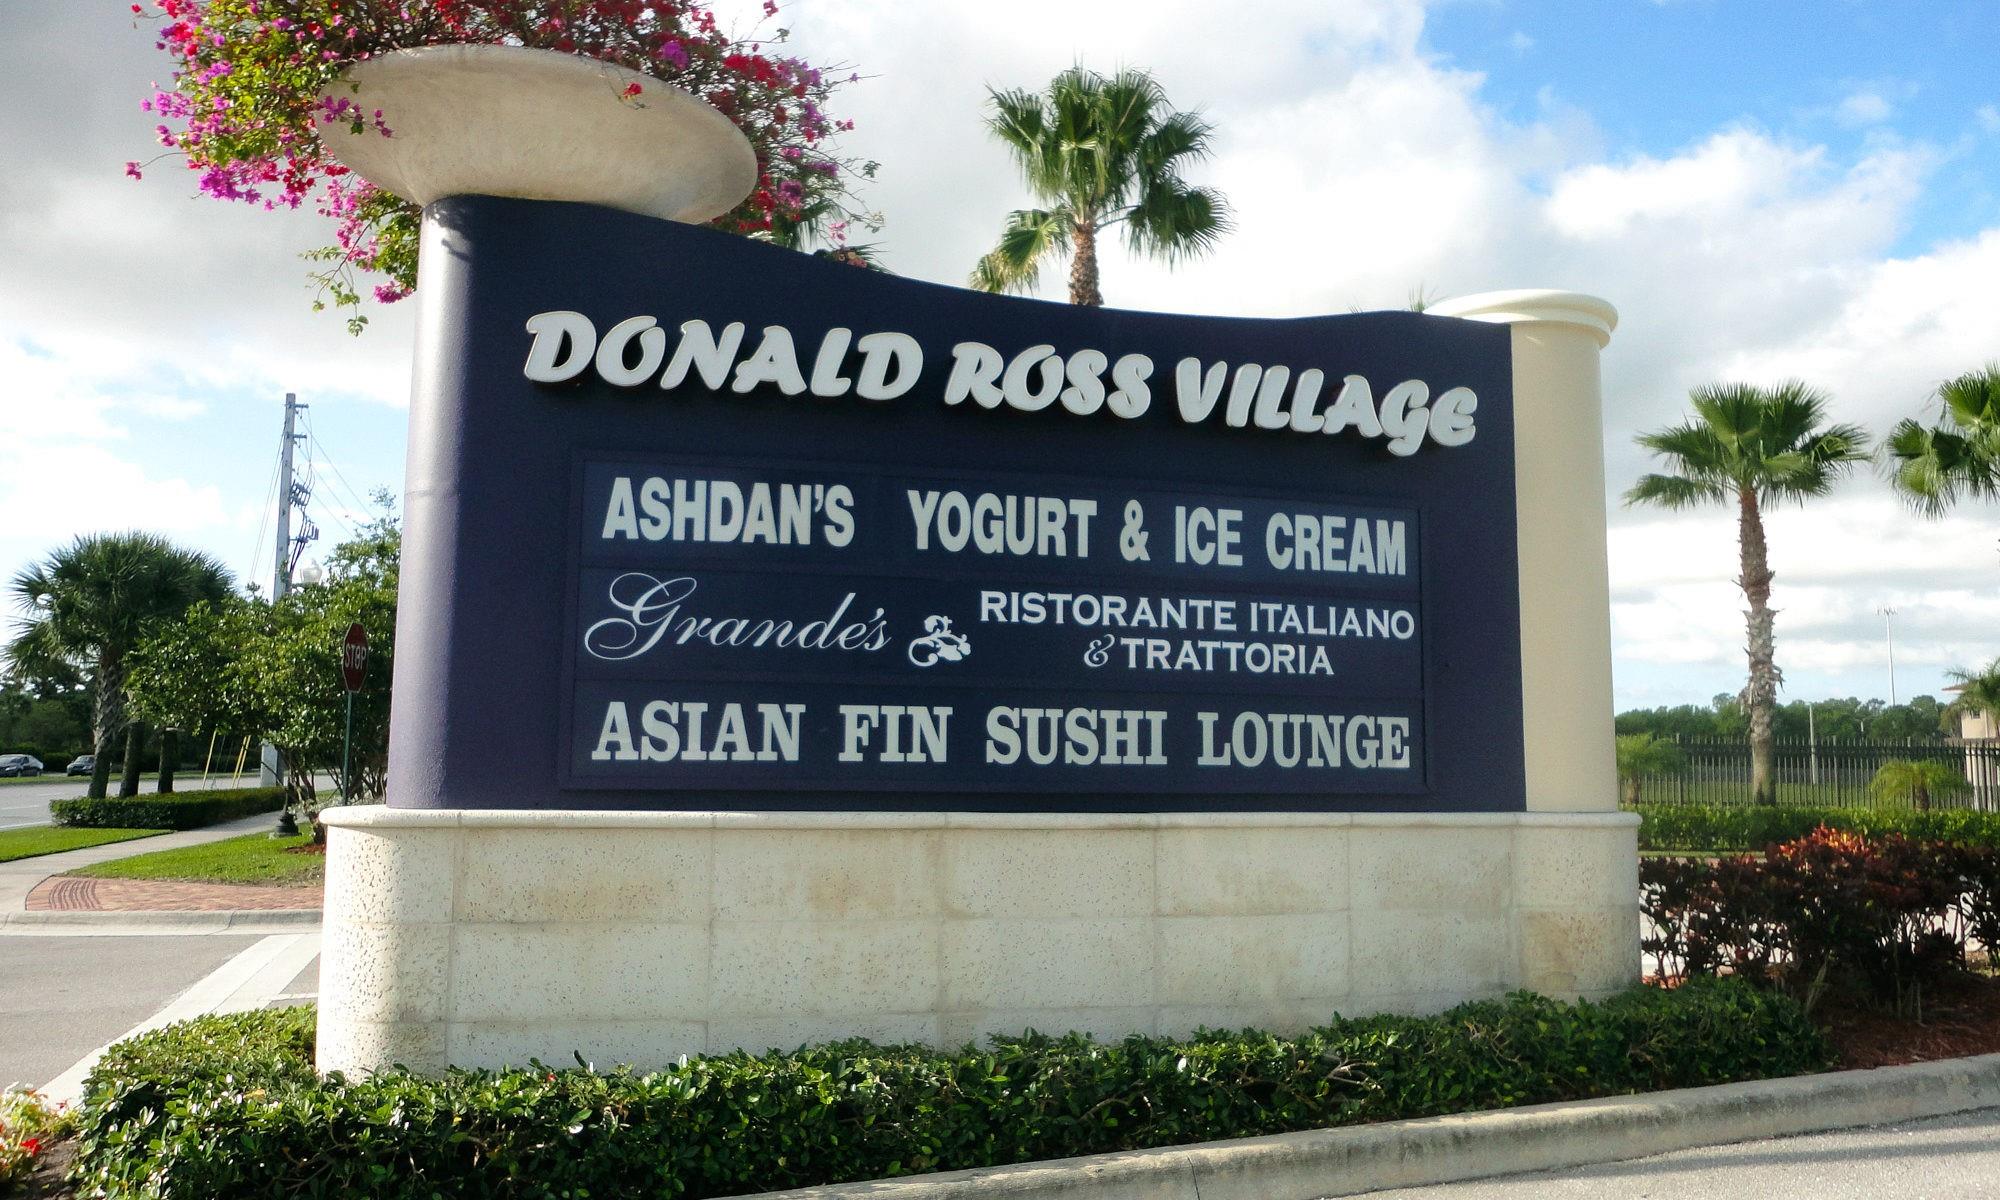 DONALD ROSS VILLAGE
ASHDAN'S YOGURT & ICE CREAM
Grande's RISTORANTE ITALIANO
& TRATTORIA
ASIAN FIN SUSHI LOUNGE
STOP